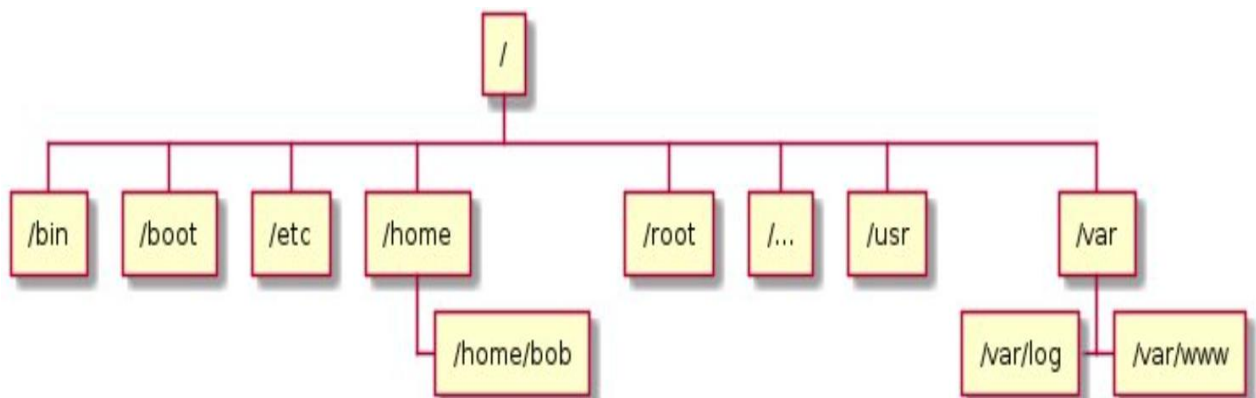 /
/bin
/boot
/etc
/home
/root
/...
/usr
/var
/home/bob
/var/log
/var/www